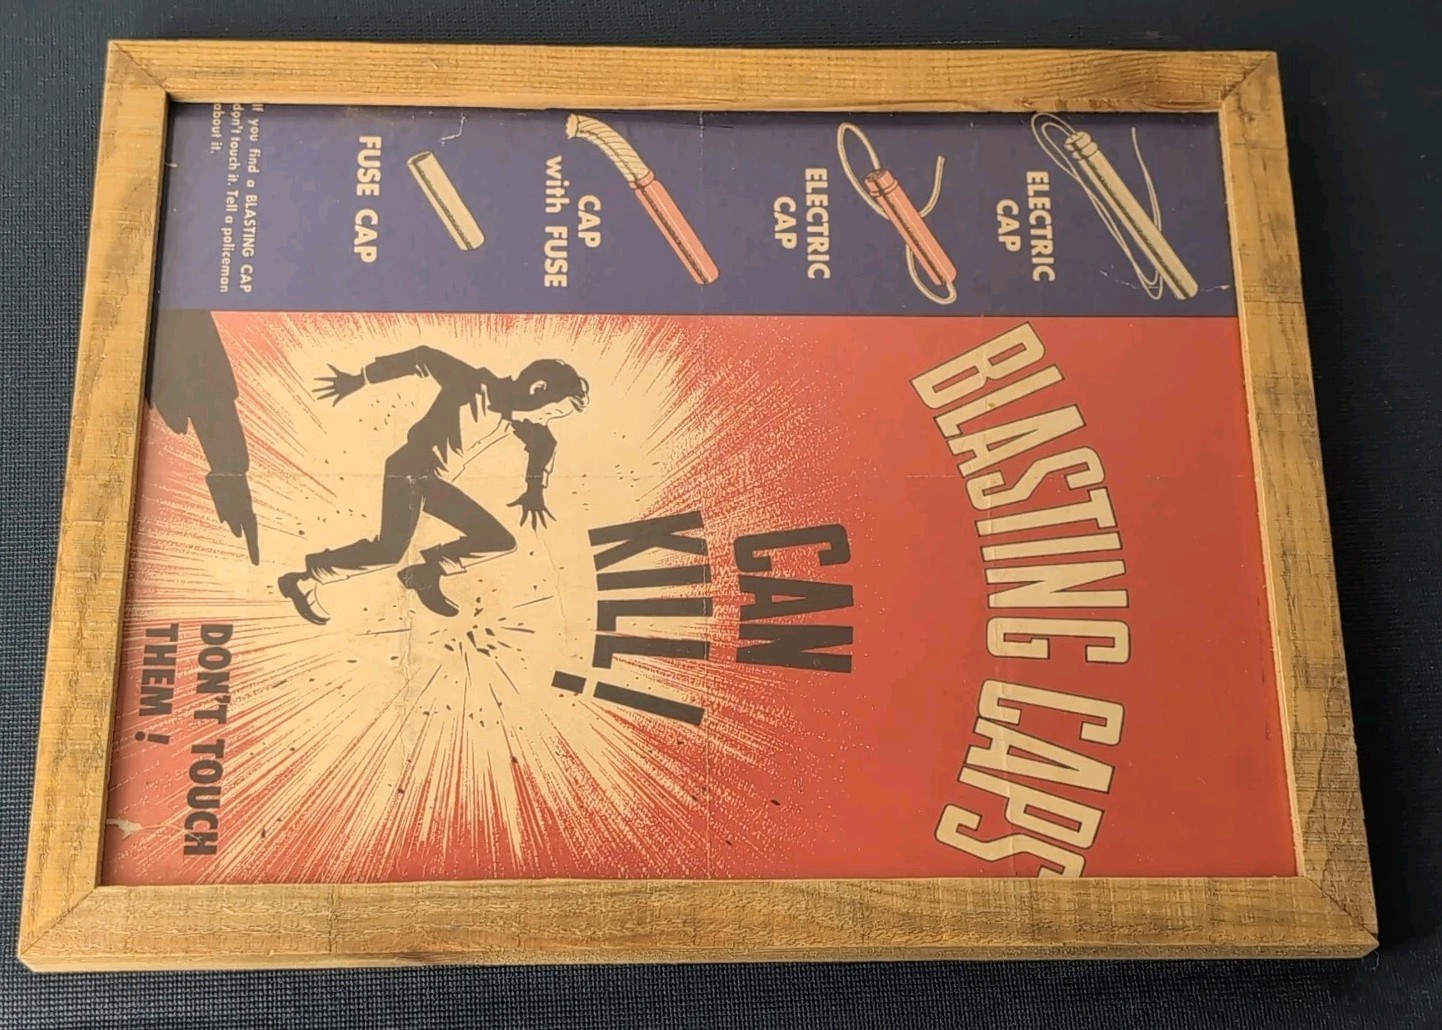 BLASTING CAPS
CAN
KILL!
DON'T TOUCH
THEM!
ELECTRIC
CAP
ELECTRIC
CAP
CAP
with FUSE
FUSE CAP
If you find a BLASTING CAP
don't touch it. Tell a policeman
about it.